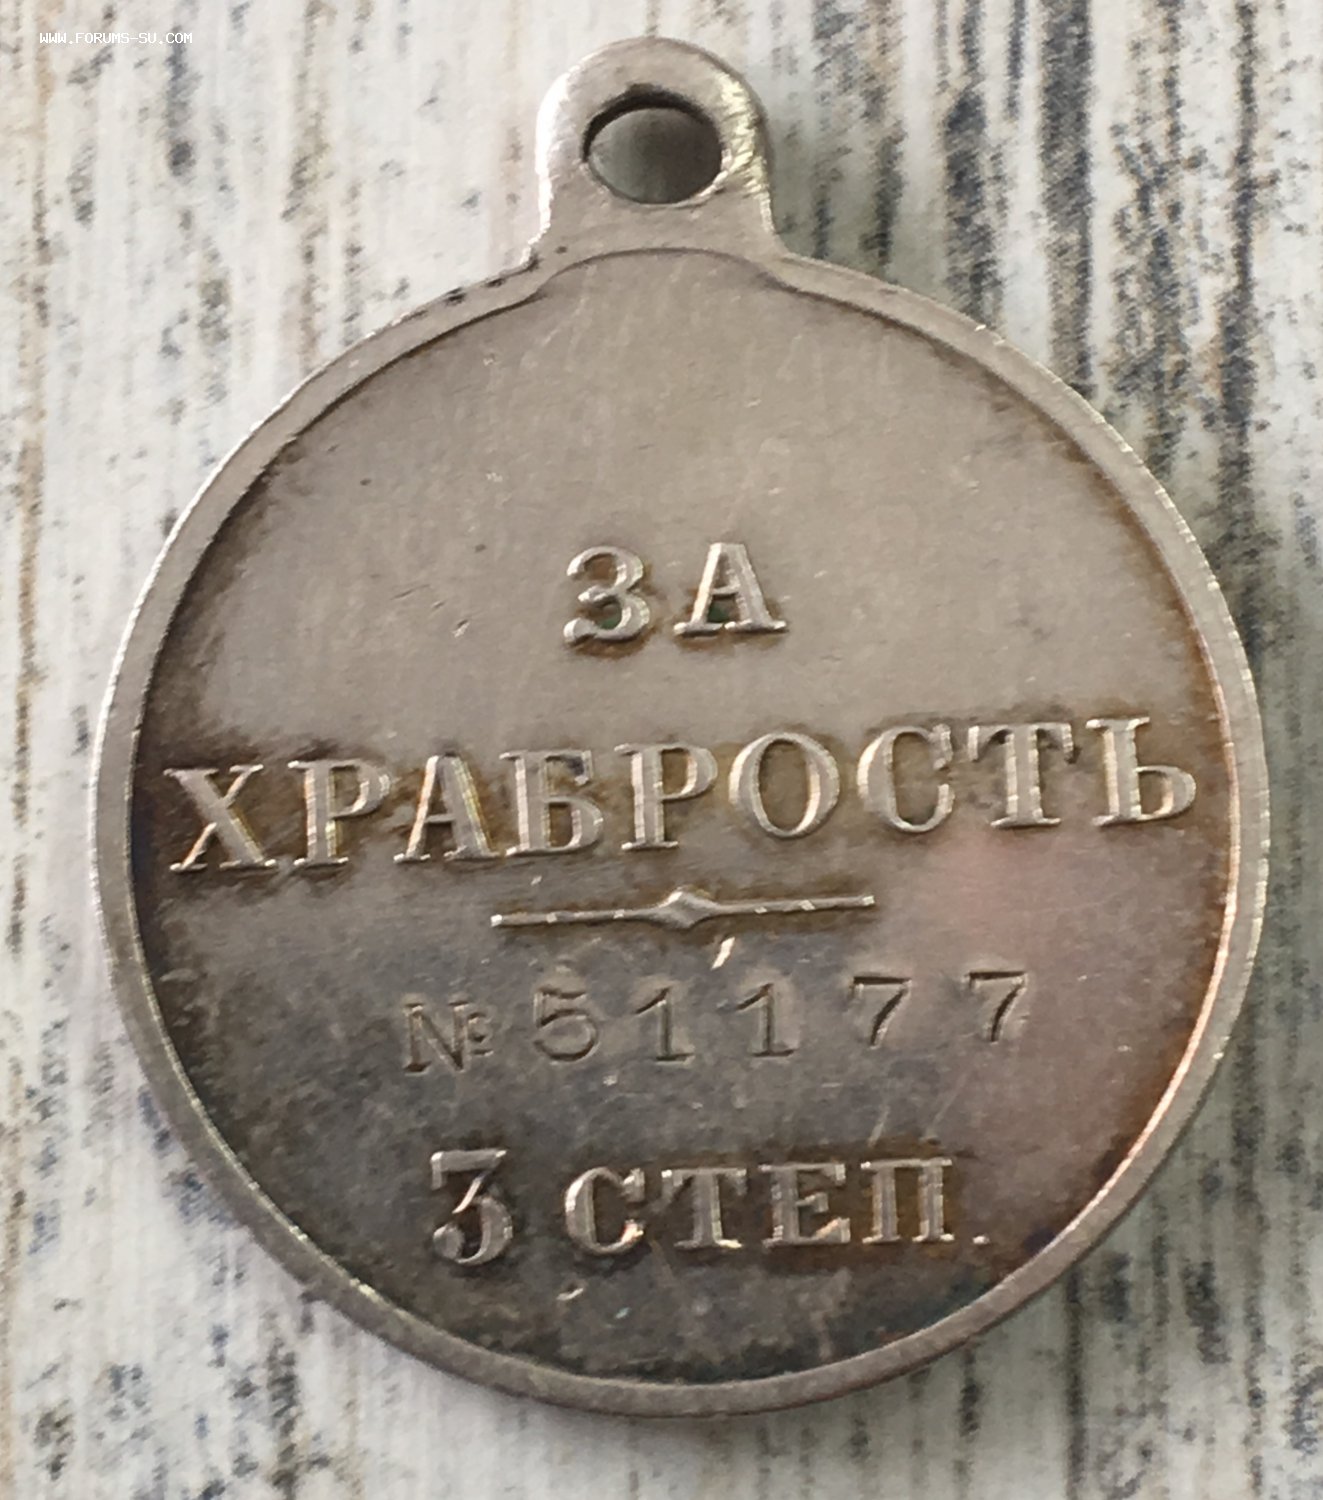 WWW.FORUMS-SU.COM
ЗА
ХРАБРОСТЬ
№ 51177
3 СТЕП.